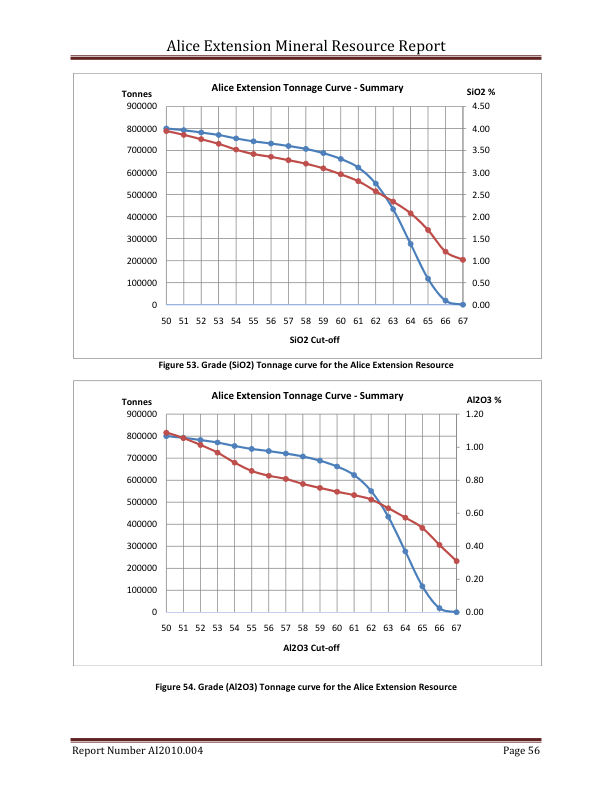 Alice Extension Mineral Resource Report
Alice Extension Tonnage Curve - Summary
Tonnes
SiO2 %
900000
800000
700000
600000
500000
400000
300000
200000
100000
0
4.50
4.00
3.50
3.00
2.50
2.00
1.50
1.00
0.50
0.00
50 51 52 53 54 55 56 57 58 59 60 61 62 63 64 65 66 67
SiO2 Cut-off
Figure 53. Grade (SiO2) Tonnage curve for the Alice Extension Resource
Alice Extension Tonnage Curve - Summary
Tonnes
Al2O3 %
900000
800000
700000
600000
500000
400000
300000
200000
100000
0
1.20
1.00
0.80
0.60
0.40
0.20
0.00
50 51 52 53 54 55 56 57 58 59 60 61 62 63 64 65 66 67
Al2O3 Cut-off
Figure 54. Grade (Al2O3) Tonnage curve for the Alice Extension Resource
Report Number AI2010.004
Page 56